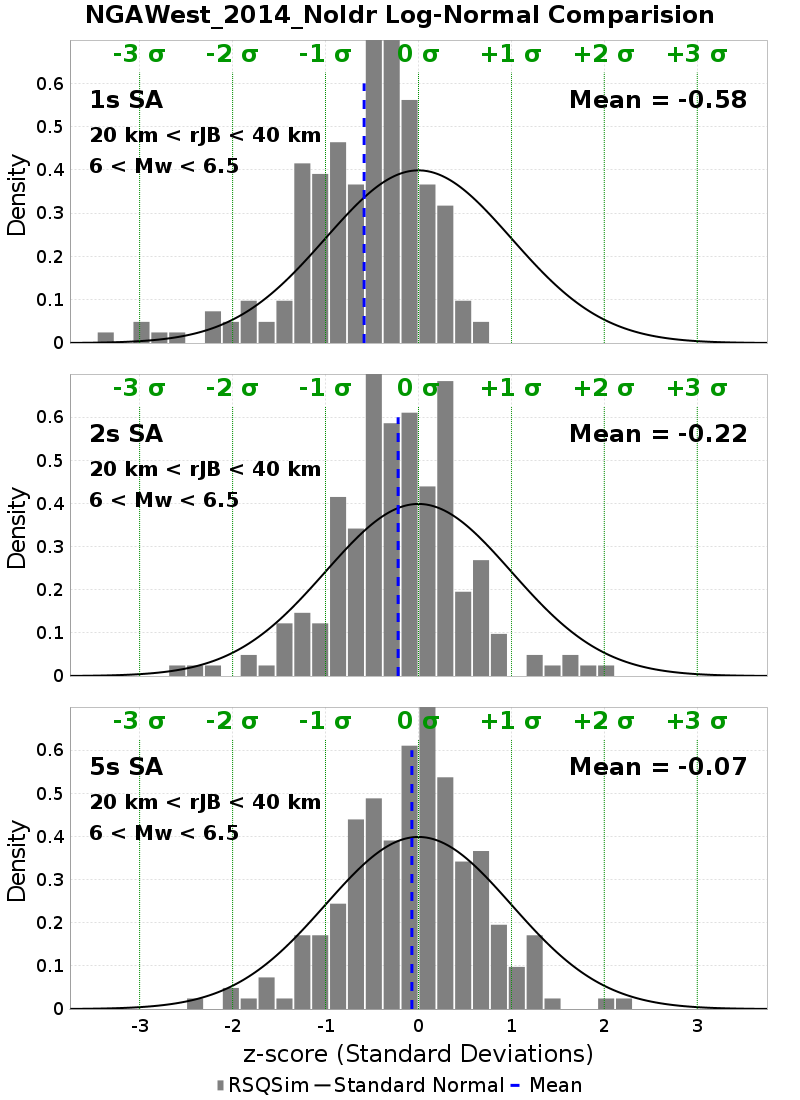 NGAWest_2014_NoIdr Log-Normal Comparision
-3 σ -2 σ -1 σ 0 σ +1 σ +2 σ +3 σ
1s SA
Mean = -0.58
20 km < rJB < 40 km
6 < Mw < 6.5
Density
0.6
0.5
0.4
0.3
0.2
0.1
0
-3 σ -2 σ -1 σ 0 σ +1 σ +2 σ +3 σ
2s SA
Mean = -0.22
20 km < rJB < 40 km
6 < Mw < 6.5
Density
0.6
0.5
0.4
0.3
0.2
0.1
0
-3 σ -2 σ -1 σ 0 σ +1 σ +2 σ +3 σ
5s SA
Mean = -0.07
20 km < rJB < 40 km
6 < Mw < 6.5
Density
0.6
0.5
0.4
0.3
0.2
0.1
0
-3 -2 -1 0 1 2 3
z-score (Standard Deviations)
RSQSim Standard Normal Mean